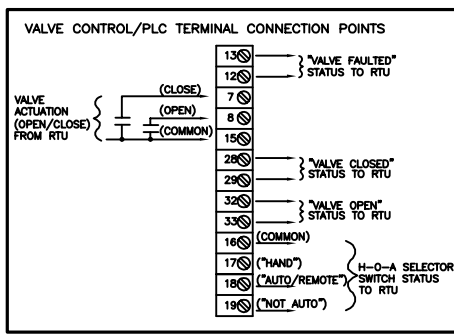 VALVE CONTROL/PLC TERMINAL CONNECTION POINTS
13
12
"VALVE FAULTED"
STATUS TO RTU
VALVE
ACTUATION
(OPEN/CLOSE)
FROM RTU
(CLOSE)
7
(OPEN)
8
(COMMON)
15
28
29
"VALVE CLOSED"
STATUS TO RTU
32
33
"VALVE OPEN"
STATUS TO RTU
16
(COMMON)
17
("HAND")
18
("AUTO/REMOTE")
19
("NOT AUTO")
H-O-A SELECTOR
SWITCH STATUS
TO RTU